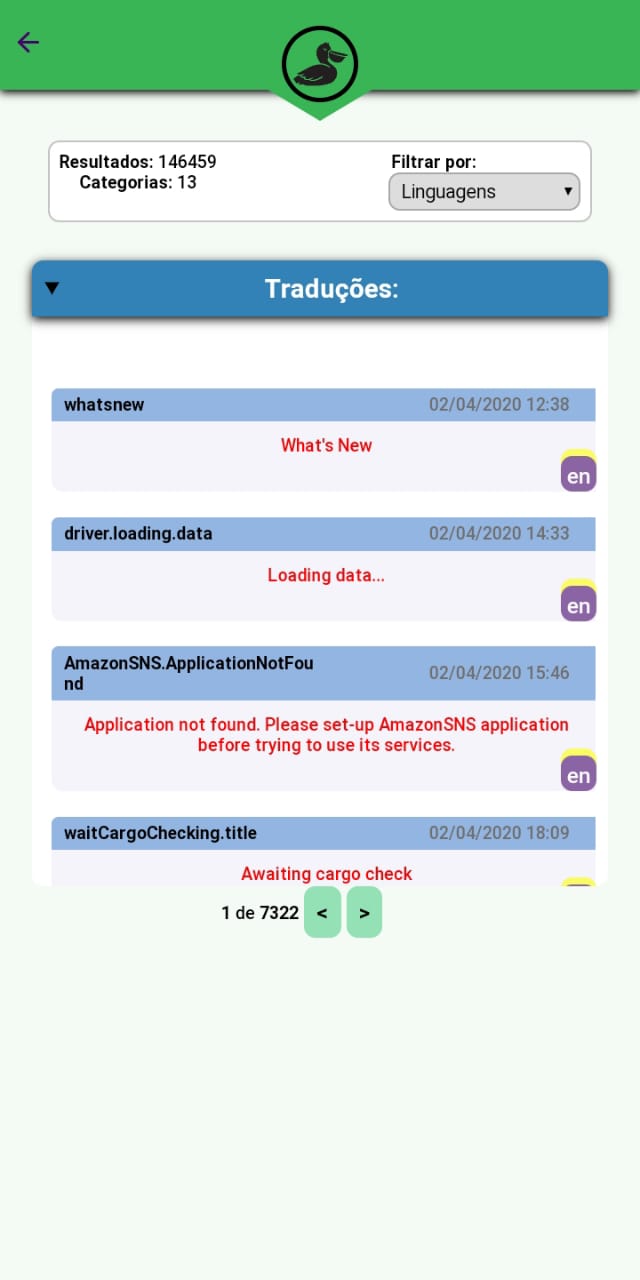 Resultados: 146459
Categorias: 13
Filtrar por:
Linguagens
Traduções:
whatsnew 02/04/2020 12:38
What's New
en
driver.loading.data 02/04/2020 14:33
Loading data...
en
AmazonSNS.ApplicationNotFou
nd
02/04/2020 15:46
Application not found. Please set-up AmazonSNS application
before trying to use its services.
en
waitCargoChecking.title 02/04/2020 18:09
Awaiting cargo check
1 de 7322 < >